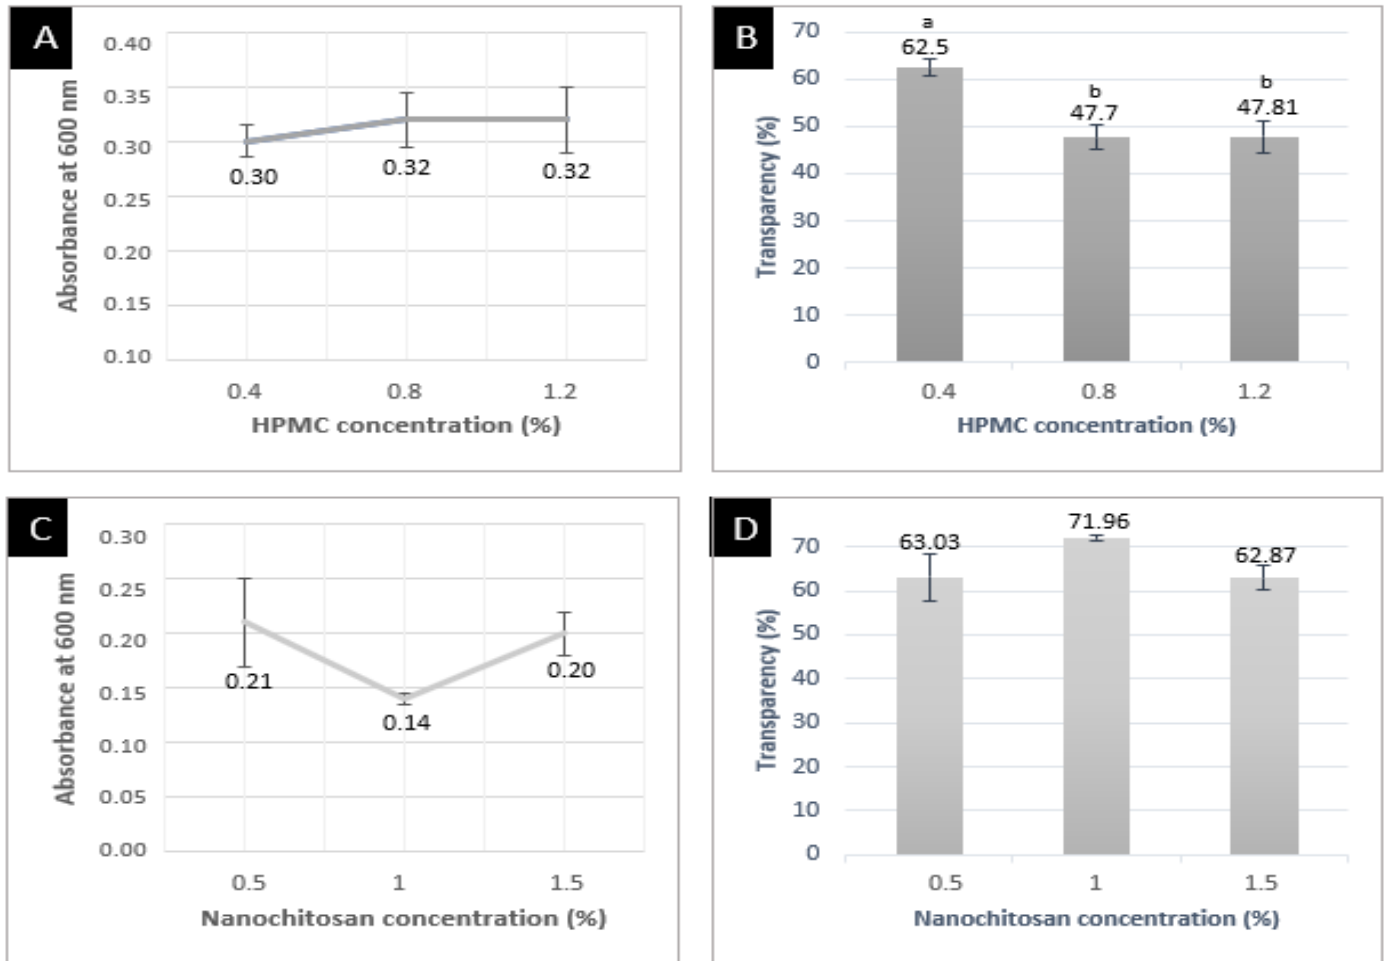 A
0.40
0.35
0.30
0.25
0.20
0.15
0.10
Absorbance at 600 nm
0.30
0.32
0.32
0.4 0.8 1.2
HPMC concentration (%)
B
70
60
50
40
30
20
10
0
Transparency (%)
a
62.5
b
47.7
b
47.81
0.4 0.8 1.2
HPMC concentration (%)
C
0.30
0.25
0.20
0.15
0.10
0.05
0.00
Absorbance at 600 nm
0.21
0.14
0.20
0.5 1 1.5
Nanochitosan concentration (%)
D
70
60
50
40
30
20
10
0
Transparency (%)
63.03
71.96
62.87
0.5 1 1.5
Nanochitosan concentration (%)